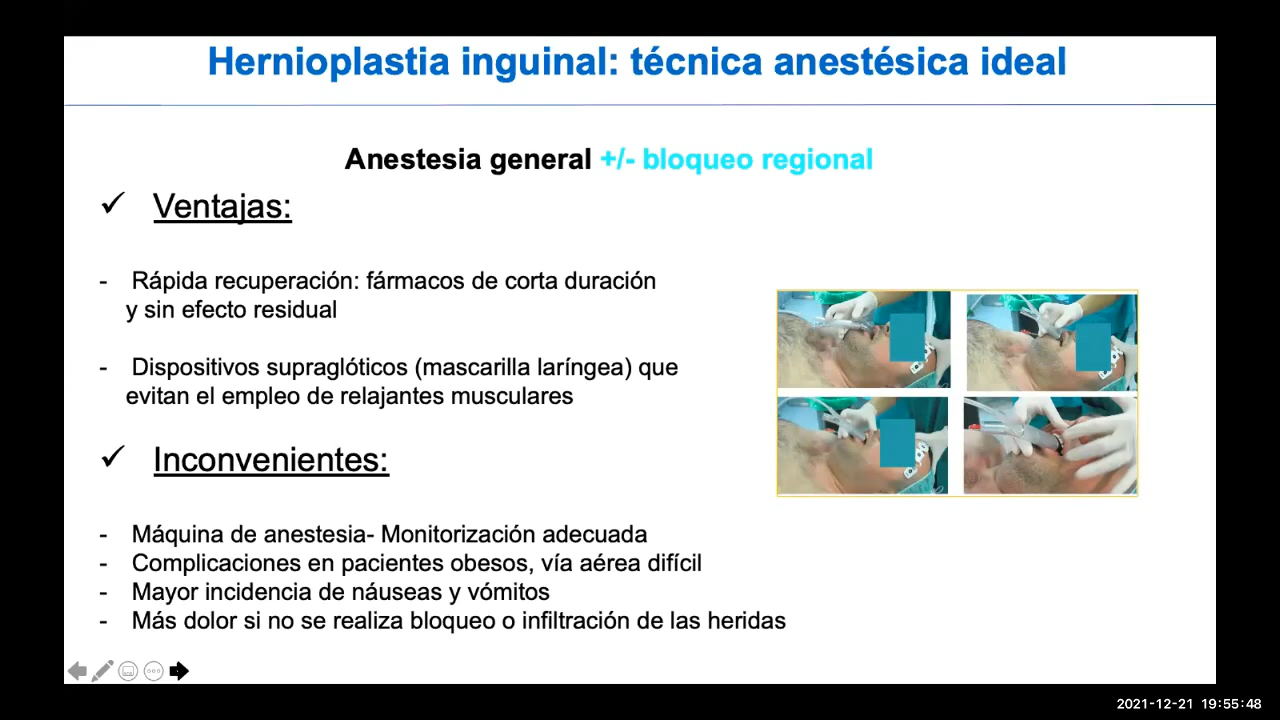 Hernioplastia inguinal: técnica anestésica ideal
Anestesia general +/- bloqueo regional
✓ Ventajas:
- Rápida recuperación: fármacos de corta duración
y sin efecto residual
- Dispositivos supraglóticos (mascarilla laríngea) que
evitan el empleo de relajantes musculares
✓ Inconvenientes:
- Máquina de anestesia- Monitorización adecuada
- Complicaciones en pacientes obesos, vía aérea difícil
- Mayor incidencia de náuseas y vómitos
- Más dolor si no se realiza bloqueo o infiltración de las heridas
2021-12-21 19:55:48